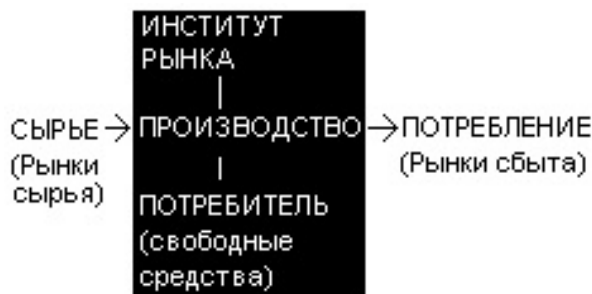 ИНСТИТУТ
РЫНКА
СЫРЬЕ
(Рынки
сырья)
ПРОИЗВОДСТВО
ПОТРЕБЛЕНИЕ
(Рынки сбыта)
ПОТРЕБИТЕЛЬ
(свободные
средства)